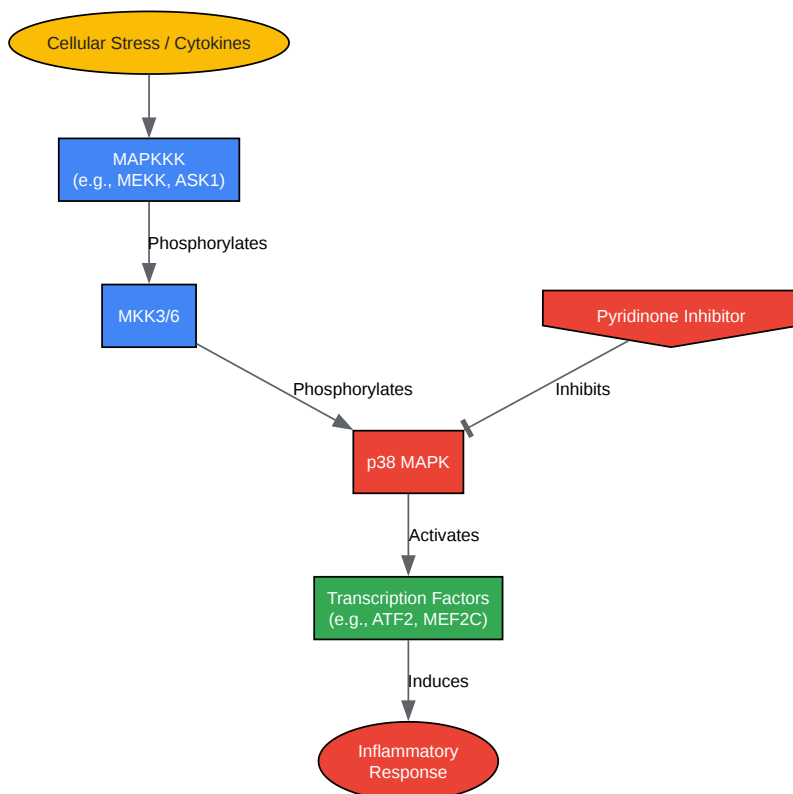 Cellular Stress / Cytokines
MAPKKK
(e.g., MEKK, ASK1)
Phosphorylates
MKK3/6
Pyridinone Inhibitor
Phosphorylates
Inhibits
p38 MAPK
Activates
Transcription Factors
(e.g., ATF2, MEF2C)
Induces
Inflammatory
Response